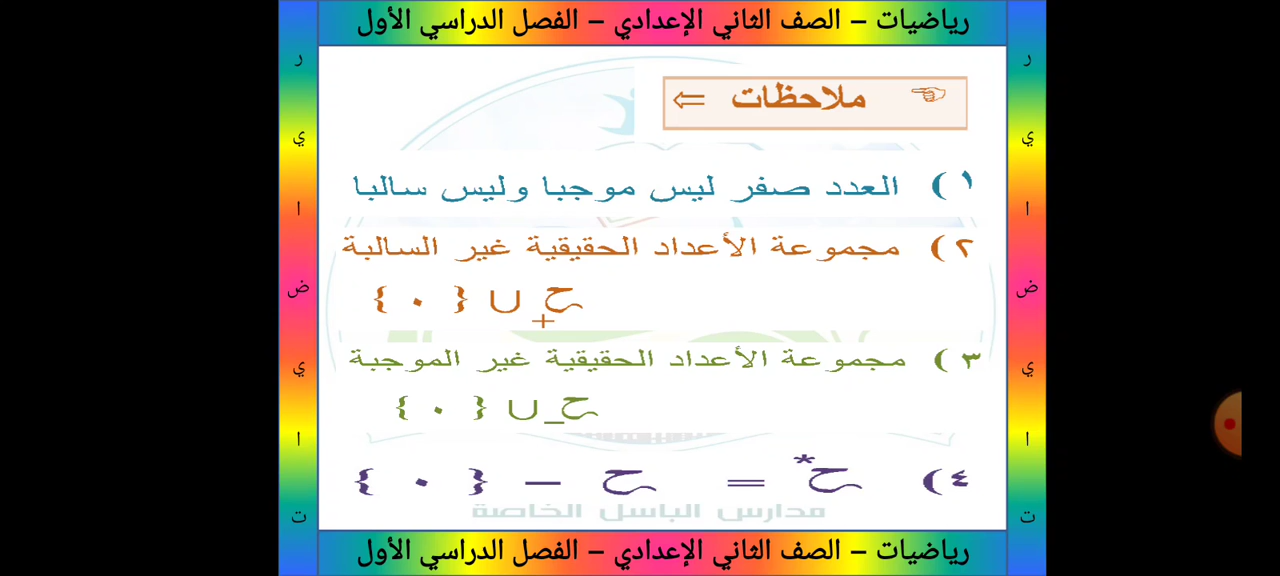 رياضيات – الصف الثاني الإعدادي – الفصل الدراسي الأول
ملاحظات ⇐
١) العدد صفر ليس موجبا وليس سالبا
٢) مجموعة الأعداد الحقيقية غير السالبة
ح₊ ∪ { ٠ }
٣) مجموعة الأعداد الحقيقية غير الموجبة
ح₋ ∪ { ٠ }
٤) ح* = ح – { ٠ }
مدارس الباسل الخاصة
رياضيات – الصف الثاني الإعدادي – الفصل الدراسي الأول
ر
ي
ا
ض
ي
ا
ت
ر
ي
ا
ض
ي
ا
ت